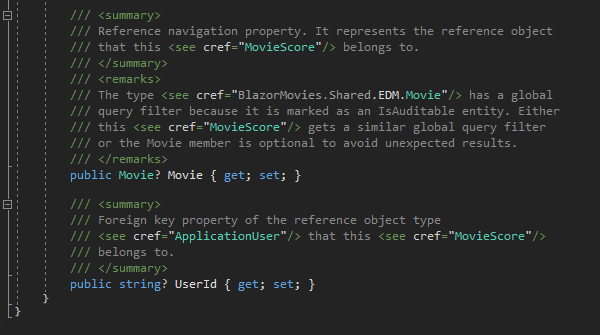 /// <summary>
/// Reference navigation property. It represents the reference object
/// that this <see cref="MovieScore"/> belongs to.
/// </summary>
/// <remarks>
/// The type <see cref="BlazorMovies.Shared.EDM.Movie"/> has a global
/// query filter because it is marked as an IsAuditable entity. Either
/// this <see cref="MovieScore"/> gets a similar global query filter
/// or the Movie member is optional to avoid unexpected results.
/// </remarks>
public Movie? Movie { get; set; }
/// <summary>
/// Foreign key property of the reference object type
/// <see cref="ApplicationUser"/> that this <see cref="MovieScore"/>
/// belongs to.
/// </summary>
public string? UserId { get; set; }
}
}